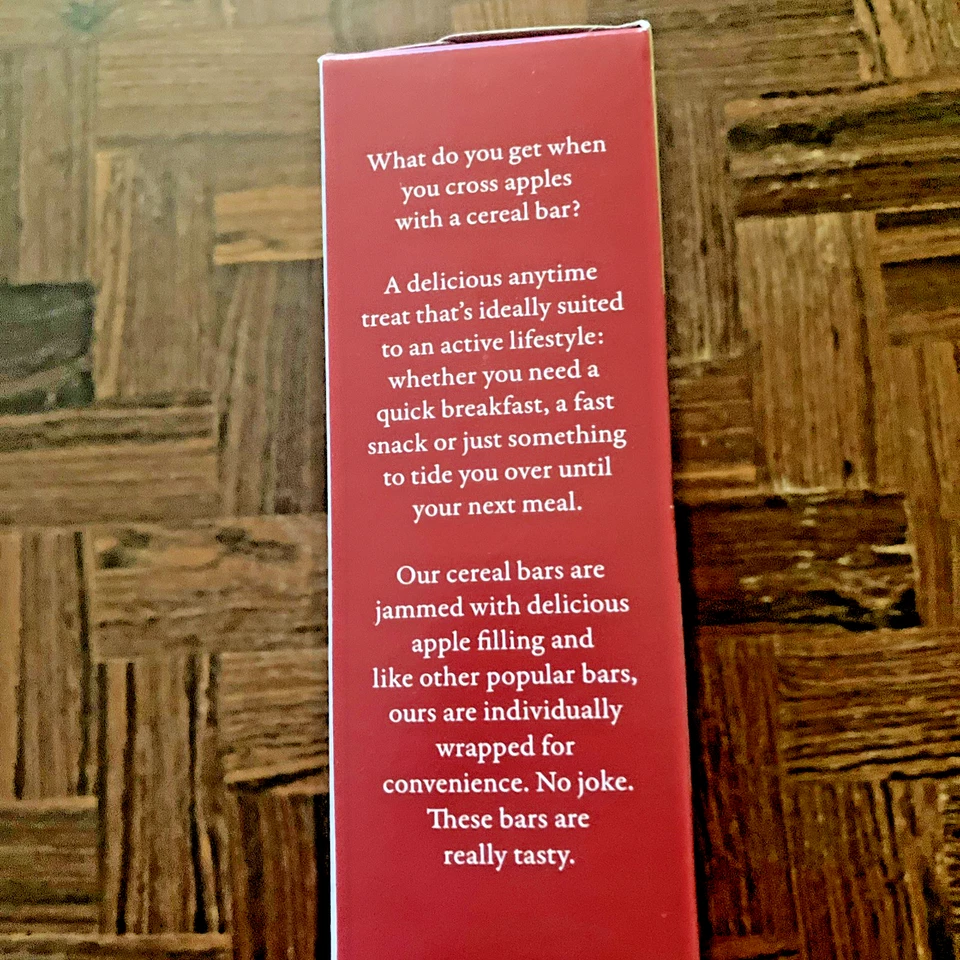 What do you get when
you cross apples
with a cereal bar?
A delicious anytime
treat that's ideally suited
to an active lifestyle:
whether you need a
quick breakfast, a fast
snack or just something
to tide you over until
your next meal.
Our cereal bars are
jammed with delicious
apple filling and
like other popular bars,
ours are individually
wrapped for
convenience. No joke.
These bars are
really tasty.